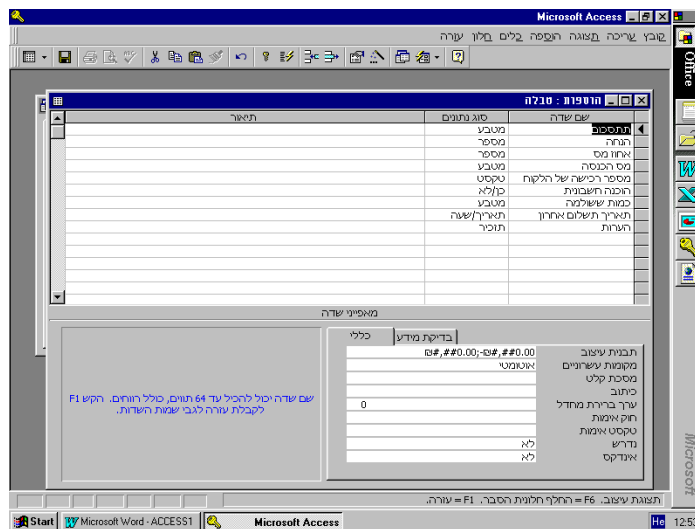 Microsoft Access
קובץ עריכה תצוגה הוספה כלים חלון עזרה
הוספות : טבלה
שם שדה סוג נתונים תיאור
תתסכום מטבע
הנחה מספר
אחוז מס מספר
מס הכנסה מטבע
מספר רכישה של הלקוח טקסט
הוכנה חשבונית כן/לא
כמות ששולמה מטבע
תאריך תשלום אחרון תאריך/שעה
הערות תזכיר
מאפייני שדה
כללי בדיקת מידע
תבנית עיצוב ₪#,##0.00;-₪#,##0.00
מקומות עשרוניים אוטומטי
מסכת קלט
כיתוב
ערך ברירת מחדל 0
חוק אימות
טקסט אימות
נדרש לא
אינדקס לא
שם שדה יכול להכיל עד 64 תווים, כולל רווחים. הקש F1
לקבלת עזרה לגבי שמות השדות.
תצוגת עיצוב. F6 = החלף חלונית הסבר. F1 = עזרה.
Office
Microsoft
Start Microsoft Word - ACCESS1 Microsoft Access He